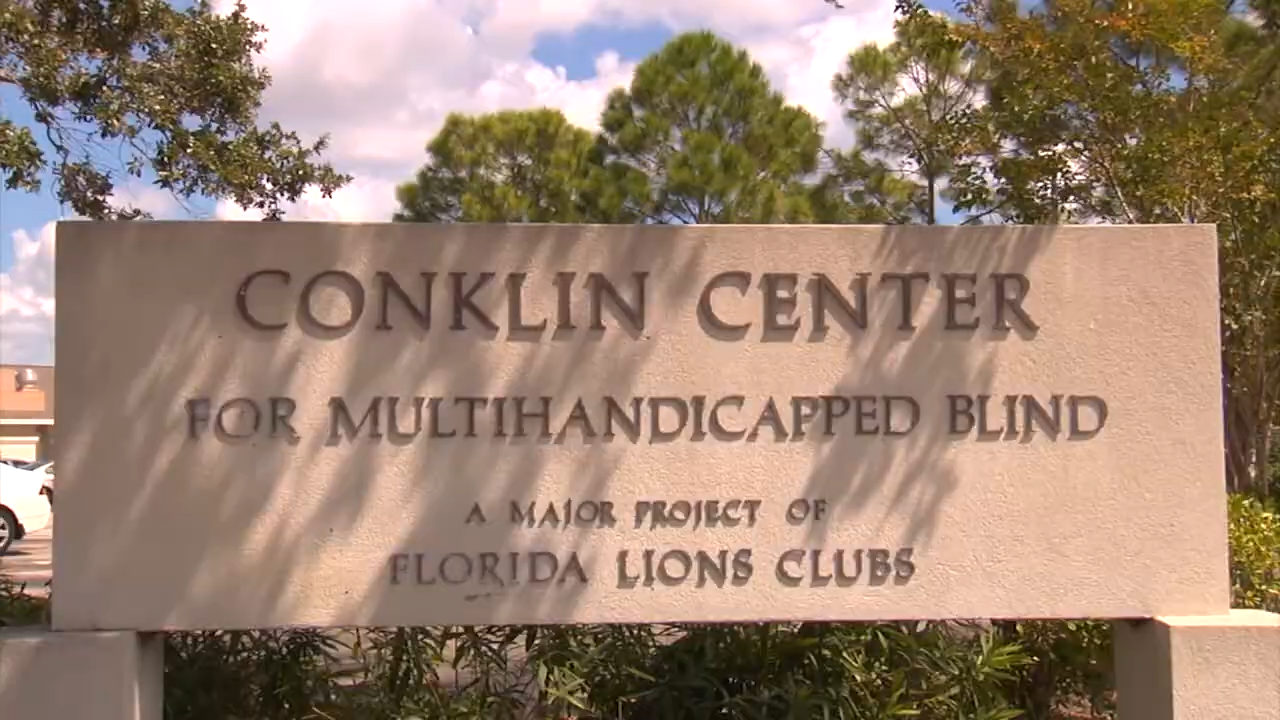 CONKLIN CENTER
FOR MULTIHANDICAPPED BLIND
A MAJOR PROJECT OF
FLORIDA LIONS CLUBS